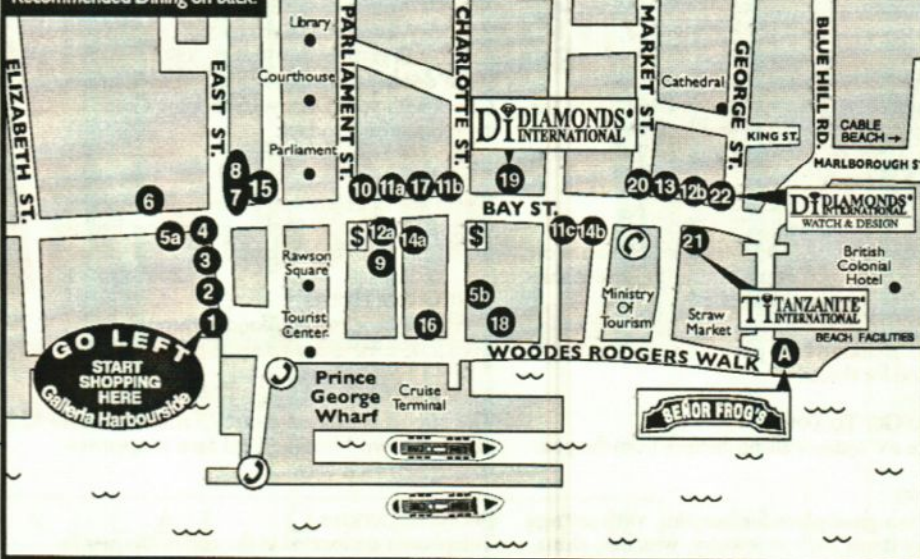 Recommended Dining on back.
ELIZABETH ST.
EAST ST.
PARLIAMENT ST.
CHARLOTTE ST.
MARKET ST.
GEORGE ST.
BLUE HILL RD.
Library
Courthouse
Parliament
Cathedral
KING ST.
CABLE
BEACH →
MARLBOROUGH S
Di DIAMONDS®
INTERNATIONAL
8
7
15
6
10
11a
17
11b
19
20
13
12b
22
BAY ST.
Di DIAMONDS®
INTERNATIONAL
WATCH & DESIGN
5a
4
3
2
1
$
12a
14a
9
$
11c
14b
21
5b
16
18
Rawson
Square
Tourist
Center
Ministry
Of
Tourism
Straw
Market
British
Colonial
Hotel
Ti TANZANITE®
INTERNATIONAL
BEACH FACILITIES
WOODES RODGERS WALK
A
SEÑOR FROG'S
GO LEFT
START
SHOPPING
HERE
Galleria Harbourside
Prince
George
Wharf
Cruise
Terminal